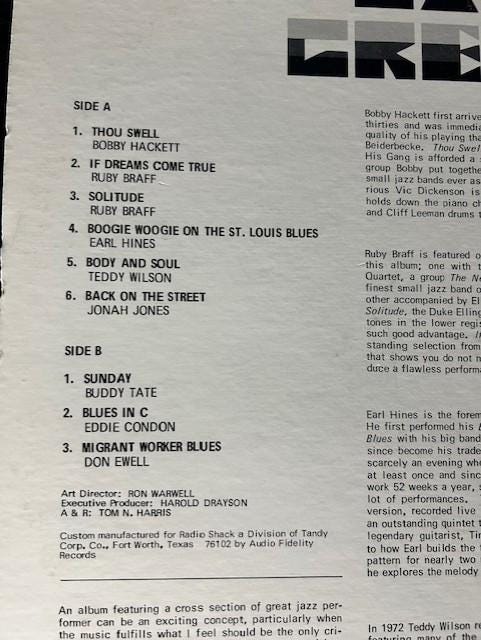 GRE
SIDE A
1. THOU SWELL
BOBBY HACKETT
2. IF DREAMS COME TRUE
RUBY BRAFF
3. SOLITUDE
RUBY BRAFF
4. BOOGIE WOOGIE ON THE ST. LOUIS BLUES
EARL HINES
5. BODY AND SOUL
TEDDY WILSON
6. BACK ON THE STREET
JONAH JONES
SIDE B
1. SUNDAY
BUDDY TATE
2. BLUES IN C
EDDIE CONDON
3. MIGRANT WORKER BLUES
DON EWELL
Art Director: RON WARWELL
Executive Producer: HAROLD DRAYSON
A & R: TOM N. HARRIS
Custom manufactured for Radio Shack a Division of Tandy
Corp. Co., Fort Worth, Texas 76102 by Audio Fidelity
Records
An album featuring a cross section of great jazz per-
former can be an exciting concept, particularly when
the music fulfills what I feel should be the only cri-
Bobby Hackett first arrive
thirties and was immedia
quality of his playing tha
Beiderbecke. Thou Swel
His Gang is afforded a
group Bobby put togethe
small jazz bands ever as
rious Vic Dickenson is
holds down the piano ch
and Cliff Leeman drums t
Ruby Braff is featured o
this album; one with t
Quartet, a group The Ne
finest small jazz band o
other accompanied by El
Solitude, the Duke Elling
tones in the lower regis
such good advantage. I
standing selection from
that shows you do not n
duce a flawless performa
Earl Hines is the forem
He first performed his B
Blues with his big band
since become his trade
scarcely an evening whe
at least once and since
work 52 weeks a year,
lot of performances.
version, recorded live
an outstanding quintet t
legendary guitarist, Tin
to how Earl builds the t
pattern for nearly two
he explores the melody
In 1972 Teddy Wilson re
featuring many of the